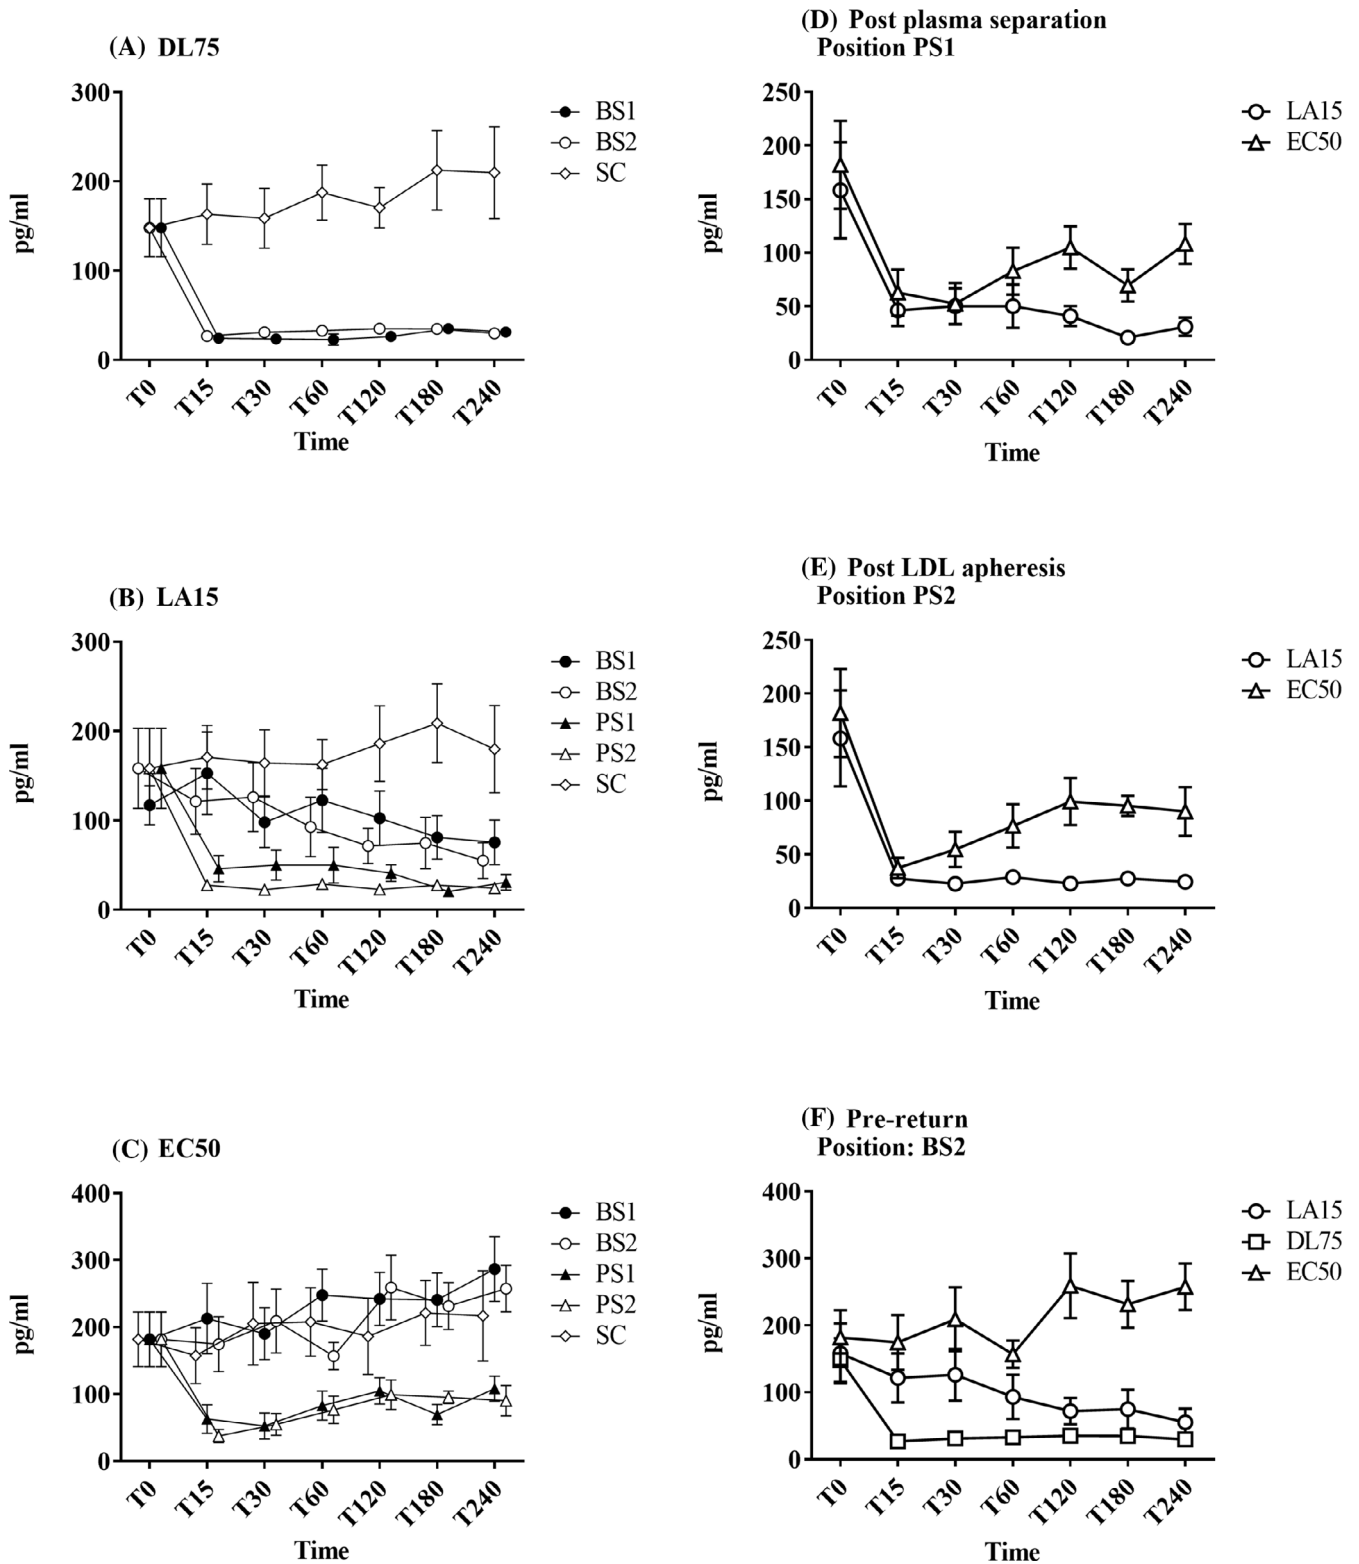 (A) DL75
300
200
100
0
pg/ml
T0 T15 T30 T60 T120 T180 T240
Time
BS1
BS2
SC
(D) Post plasma separation
Position PS1
250
200
150
100
50
0
pg/ml
T0 T15 T30 T60 T120 T180 T240
Time
LA15
EC50
(B) LA15
300
200
100
0
pg/ml
T0 T15 T30 T60 T120 T180 T240
Time
BS1
BS2
PS1
PS2
SC
(E) Post LDL apheresis
Position PS2
250
200
150
100
50
0
pg/ml
T0 T15 T30 T60 T120 T180 T240
Time
LA15
EC50
(C) EC50
400
300
200
100
0
pg/ml
T0 T15 T30 T60 T120 T180 T240
Time
BS1
BS2
PS1
PS2
SC
(F) Pre-return
Position: BS2
400
300
200
100
0
pg/ml
T0 T15 T30 T60 T120 T180 T240
Time
LA15
DL75
EC50